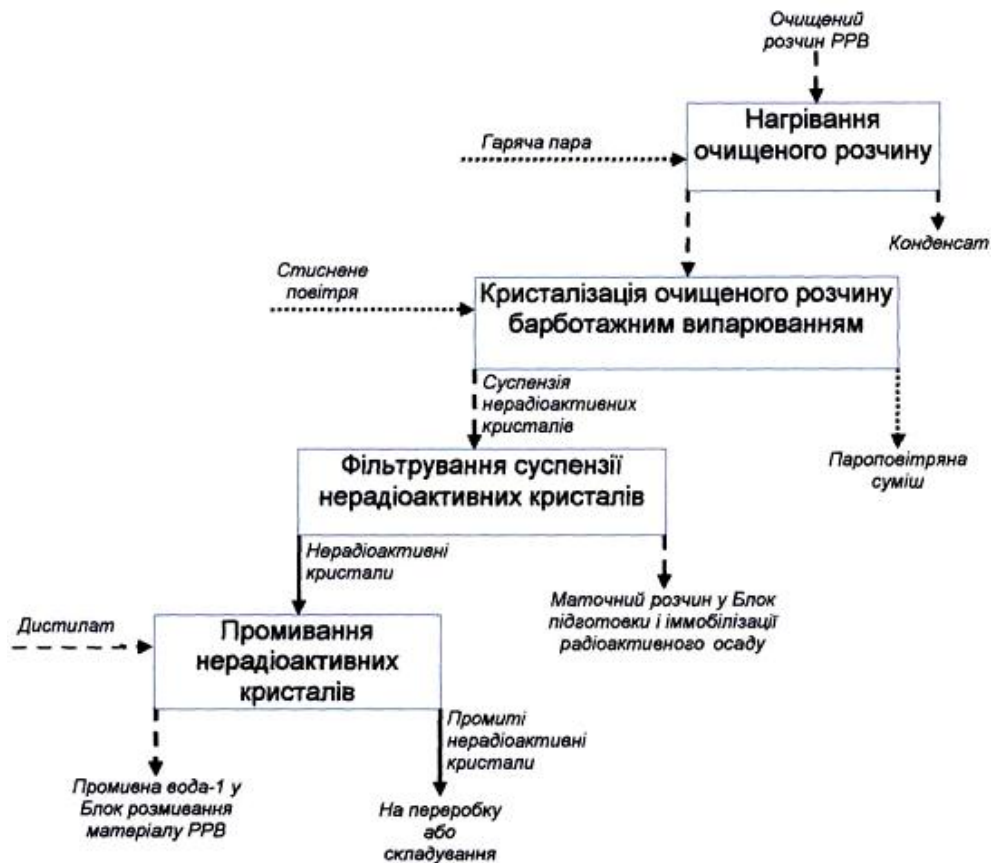 Очищений
розчин РРВ
Нагрівання
очищеного розчину
Гаряча пара
Конденсат
Стиснене
повітря
Кристалізація очищеного розчину
барботажним випарюванням
Суспензія
нерадіоактивних
кристалів
Пароповітряна
суміш
Фільтрування суспензії
нерадіоактивних кристалів
Нерадіоактивні
кристали
Маточний розчин у Блок
підготовки і іммобілізації
радіоактивного осаду
Дистилат
Промивання
нерадіоактивних
кристалів
Промиті
нерадіоактивні
кристали
Промивна вода-1 у
Блок розмивання
матеріалу РРВ
На переробку
або
складування